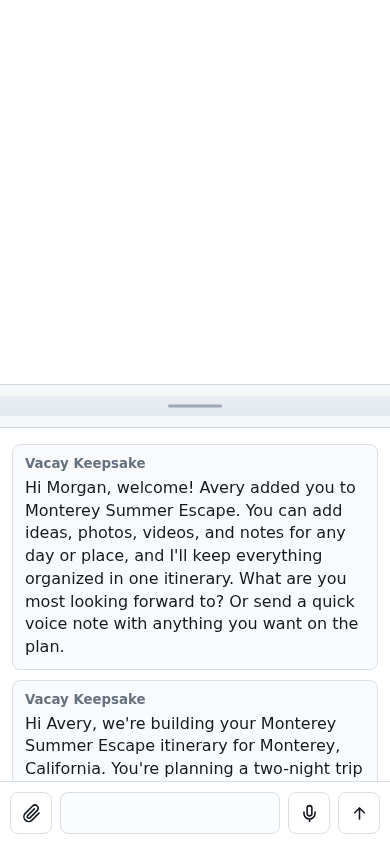 Vacay Keepsake
Hi Morgan, welcome! Avery added you to
Monterey Summer Escape. You can add
ideas, photos, videos, and notes for any
day or place, and I'll keep everything
organized in one itinerary. What are you
most looking forward to? Or send a quick
voice note with anything you want on the
plan.
Vacay Keepsake
Hi Avery, we're building your Monterey
Summer Escape itinerary for Monterey,
California. You're planning a two-night trip